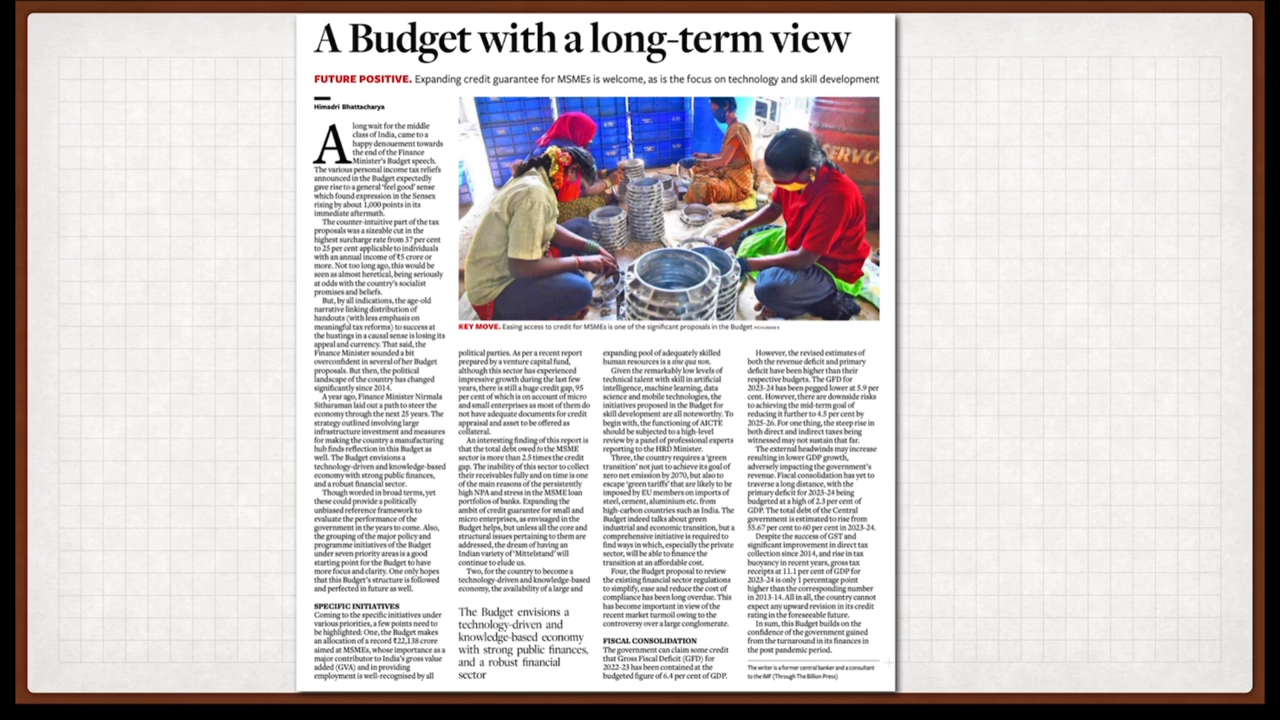 A Budget with a long-term view
FUTURE POSITIVE. Expanding credit guarantee for MSMEs is welcome, as is the focus on technology and skill development
Himadri Bhattacharya
A long wait for the middle
class of India, came to a
happy denouement towards
the end of the Finance
Minister's Budget speech.
The various personal income tax reliefs
announced in the Budget expectedly
gave rise to a general 'feel good' sense
which found expression in the Sensex
rising by about 1,000 points in its
immediate aftermath.
The counter-intuitive part of the tax
proposals was a sizeable cut in the
highest surcharge rate from 37 per cent
to 25 per cent applicable to individuals
with an annual income of ₹5 crore or
more. Not too long ago, this would be
seen as almost heretical, being seriously
at odds with the country's socialist
promises and beliefs.
But, by all indications, the age-old
narrative linking distribution of
handouts (with less emphasis on
meaningful tax reforms) to success at
the hustings in a causal sense is losing its
appeal and currency. That said, the
Finance Minister sounded a bit
overconfident in several of her Budget
proposals. But then, the political
landscape of the country has changed
significantly since 2014.
A year ago, Finance Minister Nirmala
Sitharaman laid out a path to steer the
economy through the next 25 years. The
strategy outlined involving large
infrastructure investment and measures
for making the country a manufacturing
hub finds reflection in this Budget as
well. The Budget envisions a
technology-driven and knowledge-based
economy with strong public finances,
and a robust financial sector.
Though worded in broad terms, yet
these could provide a politically
unbiased reference framework to
evaluate the performance of the
government in the years to come. Also,
the grouping of the major policy and
programme initiatives of the Budget
under seven priority areas is a good
starting point for the Budget to have
more focus and clarity. One only hopes
that this Budget's structure is followed
and perfected in future as well.
SPECIFIC INITIATIVES
Coming to the specific initiatives under
various priorities, a few points need to
be highlighted: One, the Budget makes
an allocation of a record ₹22,138 crore
aimed at MSMEs, whose importance as a
major contributor to India's gross value
added (GVA) and in providing
employment is well-recognised by all
SERVO
KEY MOVE. Easing access to credit for MSMEs is one of the significant proposals in the Budget
political parties. As per a recent report
prepared by a venture capital fund,
although this sector has experienced
impressive growth during the last few
years, there is still a huge credit gap, 95
per cent of which is on account of micro
and small enterprises as most of them do
not have adequate documents for credit
appraisal and asset to be offered as
collateral.
An interesting finding of this report is
that the total debt owed to the MSME
sector is more than 2.5 times the credit
gap. The inability of this sector to collect
their receivables fully and on time is one
of the main reasons of the persistently
high NPA and stress in the MSME loan
portfolios of banks. Expanding the
ambit of credit guarantee for small and
micro enterprises, as envisaged in the
Budget helps, but unless all the core and
structural issues pertaining to them are
addressed, the dream of having an
Indian variety of 'Mittelstand' will
continue to elude us.
Two, for the country to become a
technology-driven and knowledge-based
economy, the availability of a large and
The Budget envisions a
technology-driven and
knowledge-based economy
with strong public finances,
and a robust financial
sector
expanding pool of adequately skilled
human resources is a sine qua non.
Given the remarkably low levels of
technical talent with skill in artificial
intelligence, machine learning, data
science and mobile technologies, the
initiatives proposed in the Budget for
skill development are all noteworthy. To
begin with, the functioning of AICTE
should be subjected to a high-level
review by a panel of professional experts
reporting to the HRD Minister.
Three, the country requires a 'green
transition' not just to achieve its goal of
zero net emission by 2070, but also to
escape 'green tariffs' that are likely to be
imposed by EU members on imports of
steel, cement, aluminium etc. from
high-carbon countries such as India. The
Budget indeed talks about green
industrial and economic transition, but a
comprehensive initiative is required to
find ways in which, especially the private
sector, will be able to finance the
transition at an affordable cost.
Four, the Budget proposal to review
the existing financial sector regulations
to simplify, ease and reduce the cost of
compliance has been long overdue. This
has become important in view of the
recent market turmoil owing to the
controversy over a large conglomerate.
FISCAL CONSOLIDATION
The government can claim some credit
that Gross Fiscal Deficit (GFD) for
2022-23 has been contained at the
budgeted figure of 6.4 per cent of GDP.
However, the revised estimates of
both the revenue deficit and primary
deficit have been higher than their
respective budgets. The GFD for
2023-24 has been pegged lower at 5.9 per
cent. However, there are downside risks
to achieving the mid-term goal of
reducing it further to 4.5 per cent by
2025-26. For one thing, the steep rise in
both direct and indirect taxes being
witnessed may not sustain that far.
The external headwinds may increase
resulting in lower GDP growth,
adversely impacting the government's
revenue. Fiscal consolidation has yet to
traverse a long distance, with the
primary deficit for 2023-24 being
budgeted at a high of 2.3 per cent of
GDP. The total debt of the Central
government is estimated to rise from
55.67 per cent to 60 per cent in 2023-24.
Despite the success of GST and
significant improvement in direct tax
collection since 2014, and rise in tax
buoyancy in recent years, gross tax
receipts at 11.1 per cent of GDP for
2023-24 is only 1 percentage point
higher than the corresponding number
in 2013-14. All in all, the country cannot
expect any upward revision in its credit
rating in the foreseeable future.
In sum, this Budget builds on the
confidence of the government gained
from the turnaround in its finances in
the post pandemic period.
The writer is a former central banker and a consultant
to the IMF (Through The Billion Press)